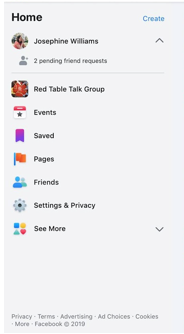 Home
Create
Josephine Williams
2 pending friend requests
Red Table Talk Group
Events
Saved
Pages
Friends
Settings & Privacy
See More
Privacy · Terms · Advertising · Ad Choices · Cookies
· More · Facebook © 2019